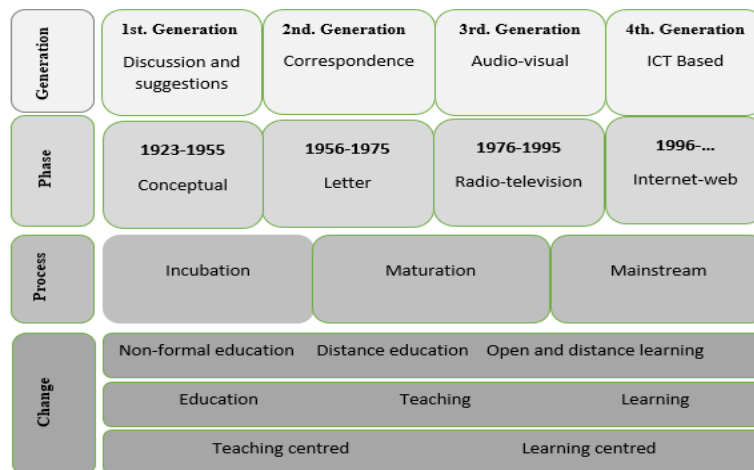 Generation
1st. Generation
Discussion and
suggestions
2nd. Generation
Correspondence
3rd. Generation
Audio-visual
4th. Generation
ICT Based
Phase
1923-1955
Conceptual
1956-1975
Letter
1976-1995
Radio-television
1996-...
Internet-web
Process
Incubation
Maturation
Mainstream
Change
Non-formal education
Distance education
Open and distance learning
Education
Teaching
Learning
Teaching centred
Learning centred